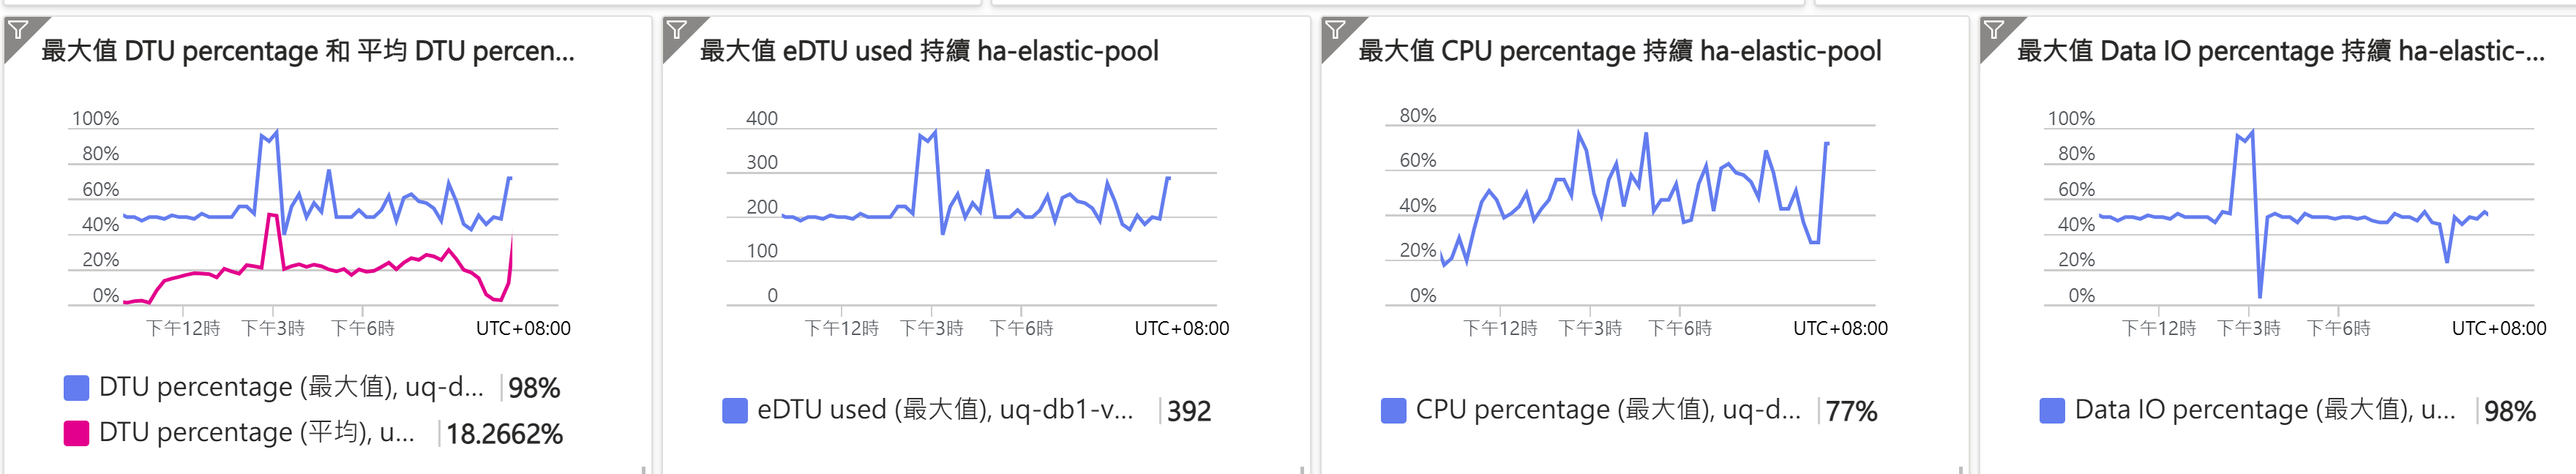 最大值 DTU percentage 和 平均 DTU percen...
100%
80%
60%
40%
20%
0%
下午12時 下午3時 下午6時 UTC+08:00
DTU percentage (最大值), uq-d... 98%
DTU percentage (平均), u... 18.2662%
最大值 eDTU used 持續 ha-elastic-pool
400
300
200
100
0
下午12時 下午3時 下午6時 UTC+08:00
eDTU used (最大值), uq-db1-v... 392
最大值 CPU percentage 持續 ha-elastic-pool
80%
60%
40%
20%
0%
下午12時 下午3時 下午6時 UTC+08:00
CPU percentage (最大值), uq-d... 77%
最大值 Data IO percentage 持續 ha-elastic-...
100%
80%
60%
40%
20%
0%
下午12時 下午3時 下午6時 UTC+08:00
Data IO percentage (最大值), u... 98%